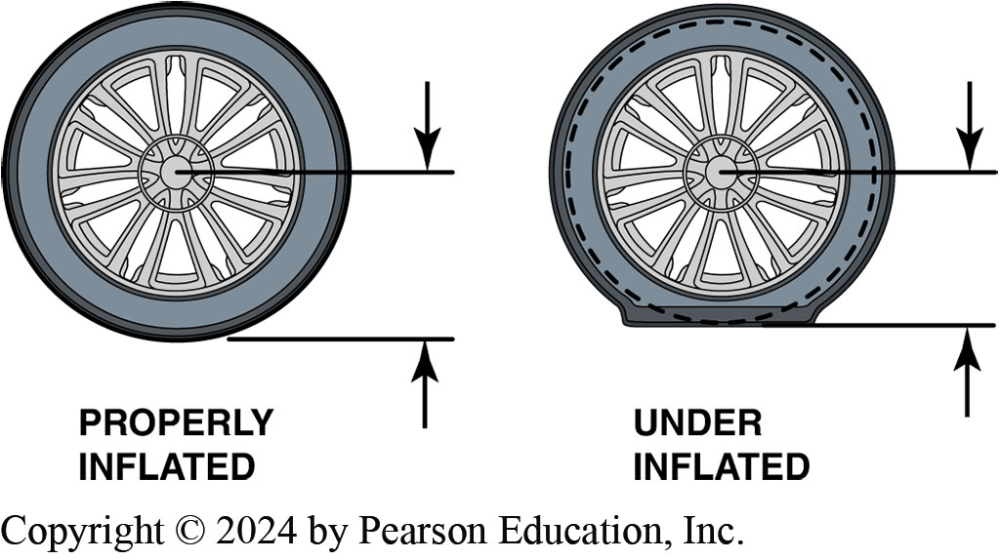 PROPERLY
INFLATED
UNDER
INFLATED
Copyright © 2024 by Pearson Education, Inc.